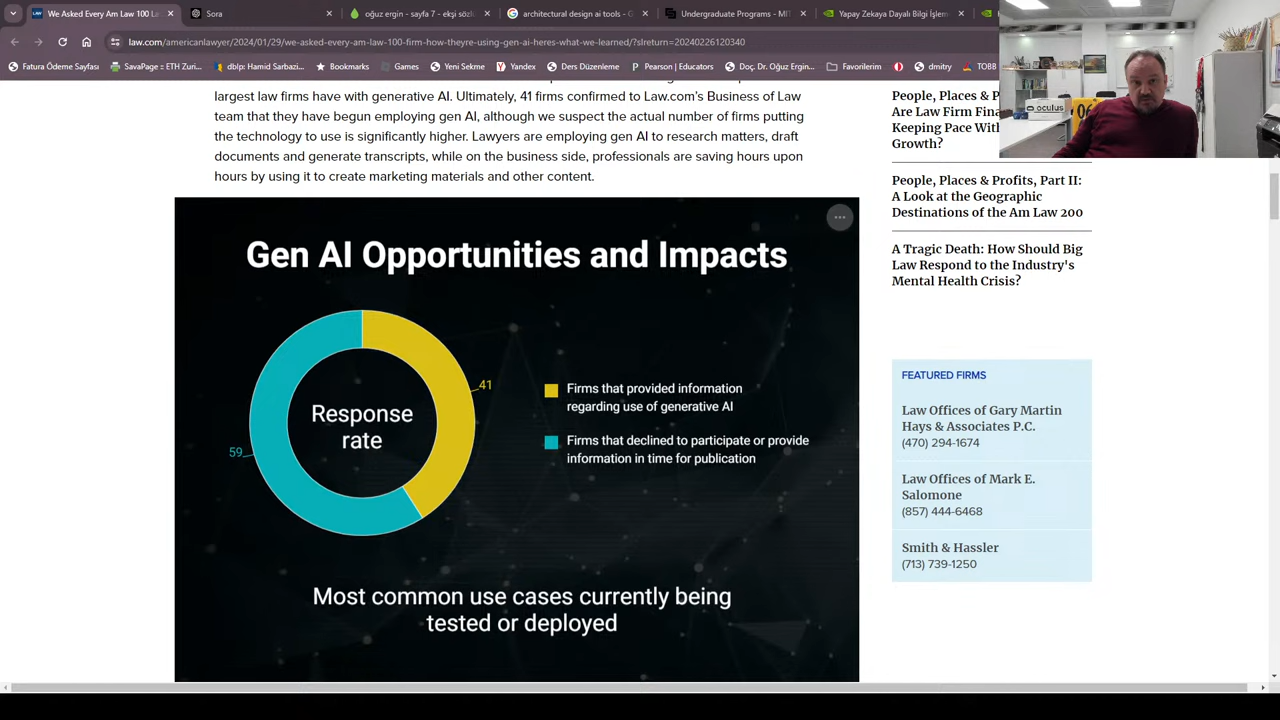 We Asked Every Am Law 100 La
Sora
oğuz ergin - sayfa 7 - ekşi sözl
architectural design ai tools - G
Undergraduate Programs – MIT
Yapay Zekaya Dayalı Bilgi İşlem
law.com/americanlawyer/2024/01/29/we-asked-every-am-law-100-firm-how-theyre-using-gen-ai-heres-what-we-learned/?slreturn=20240226120340
Fatura Ödeme Sayfası
SavaPage :: ETH Zuri...
dblp: Hamid Sarbazi...
Bookmarks
Games
Yeni Sekme
Yandex
Ders Düzenleme
Pearson | Educators
Doç. Dr. Oğuz Ergin...
Favorilerim
dmitry
TOBB
largest law firms have with generative AI. Ultimately, 41 firms confirmed to Law.com's Business of Law
team that they have begun employing gen AI, although we suspect the actual number of firms putting
the technology to use is significantly higher. Lawyers are employing gen AI to research matters, draft
documents and generate transcripts, while on the business side, professionals are saving hours upon
hours by using it to create marketing materials and other content.
Gen AI Opportunities and Impacts
41
Response
rate
59
Firms that provided information
regarding use of generative AI
Firms that declined to participate or provide
information in time for publication
Most common use cases currently being
tested or deployed
People, Places & P
Are Law Firm Fina
Keeping Pace With
Growth?
People, Places & Profits, Part II:
A Look at the Geographic
Destinations of the Am Law 200
A Tragic Death: How Should Big
Law Respond to the Industry's
Mental Health Crisis?
FEATURED FIRMS
Law Offices of Gary Martin
Hays & Associates P.C.
(470) 294-1674
Law Offices of Mark E.
Salomone
(857) 444-6468
Smith & Hassler
(713) 739-1250
oculus
06